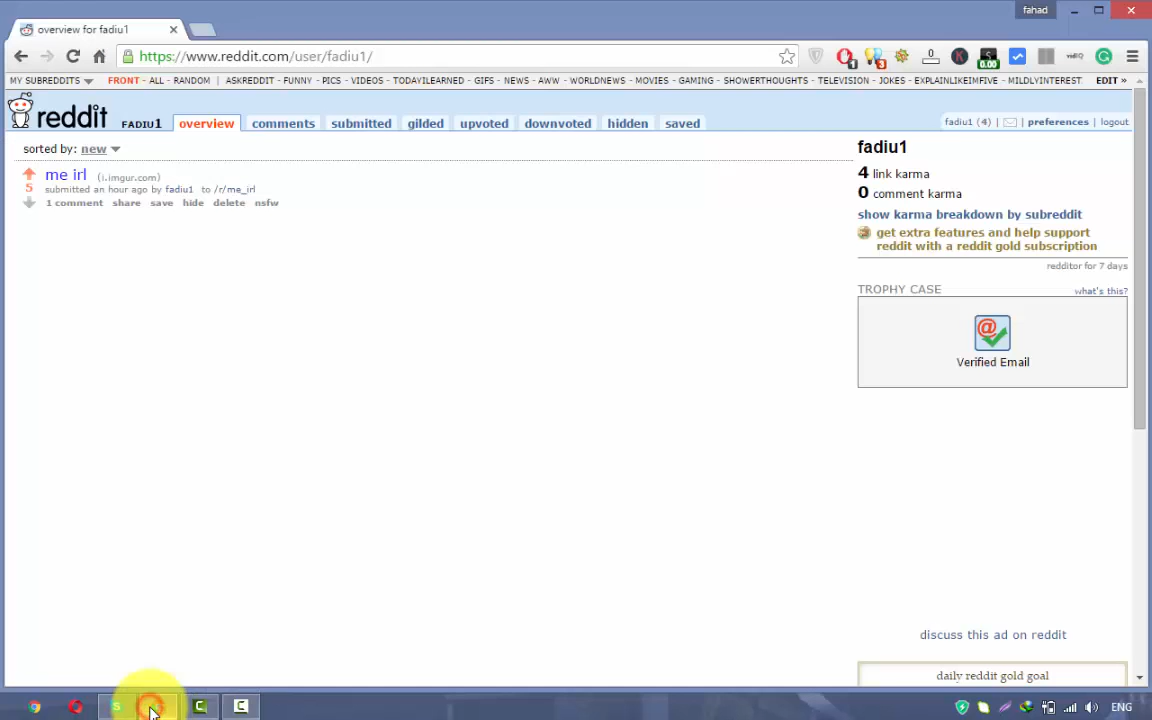 fahad
overview for fadiu1
https://www.reddit.com/user/fadiu1/
MY SUBREDDITS FRONT - ALL - RANDOM | ASKREDDIT - FUNNY - PICS - VIDEOS - TODAYILEARNED - GIFS - NEWS - AWW - WORLDNEWS - MOVIES - GAMING - SHOWERTHOUGHTS - TELEVISION - JOKES - EXPLAINLIKEIMFIVE - MILDLYINTEREST EDIT »
reddit FADIU1 overview comments submitted gilded upvoted downvoted hidden saved
fadiu1 (4) | preferences | logout
sorted by: new
me irl (i.imgur.com)
5 submitted an hour ago by fadiu1 to /r/me_irl
1 comment share save hide delete nsfw
fadiu1
4 link karma
0 comment karma
show karma breakdown by subreddit
get extra features and help support
reddit with a reddit gold subscription
redditor for 7 days
TROPHY CASE what's this?
Verified Email
discuss this ad on reddit
daily reddit gold goal
ENG